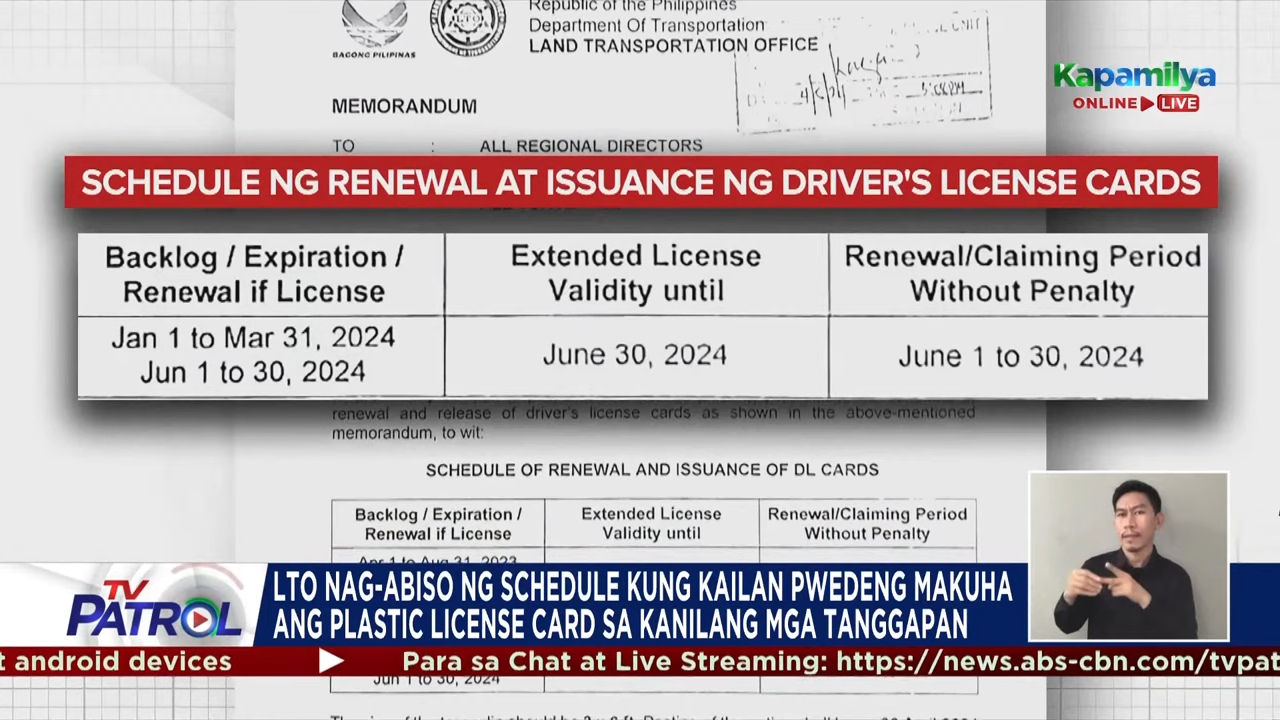 Republic of the Philippines
Department Of Transportation
LAND TRANSPORTATION OFFICE
BAGONG PILIPINAS
Kapamilya
ONLINE LIVE
MEMORANDUM
TO : ALL REGIONAL DIRECTORS
SCHEDULE NG RENEWAL AT ISSUANCE NG DRIVER'S LICENSE CARDS
Backlog / Expiration / Renewal if License
Extended License Validity until
Renewal/Claiming Period Without Penalty
Jan 1 to Mar 31, 2024
Jun 1 to 30, 2024
June 30, 2024
June 1 to 30, 2024
renewal and release of driver's license cards as shown in the above-mentioned
memorandum, to wit:
SCHEDULE OF RENEWAL AND ISSUANCE OF DL CARDS
Backlog / Expiration /
Renewal if License
Extended License
Validity until
Renewal/Claiming Period
Without Penalty
Apr 1 to Aug 31, 2023
TV PATROL
LTO NAG-ABISO NG SCHEDULE KUNG KAILAN PWEDENG MAKUHA
ANG PLASTIC LICENSE CARD SA KANILANG MGA TANGGAPAN
t android devices Para sa Chat at Live Streaming: https://news.abs-cbn.com/tvpat
Jun 1 to 30, 2024